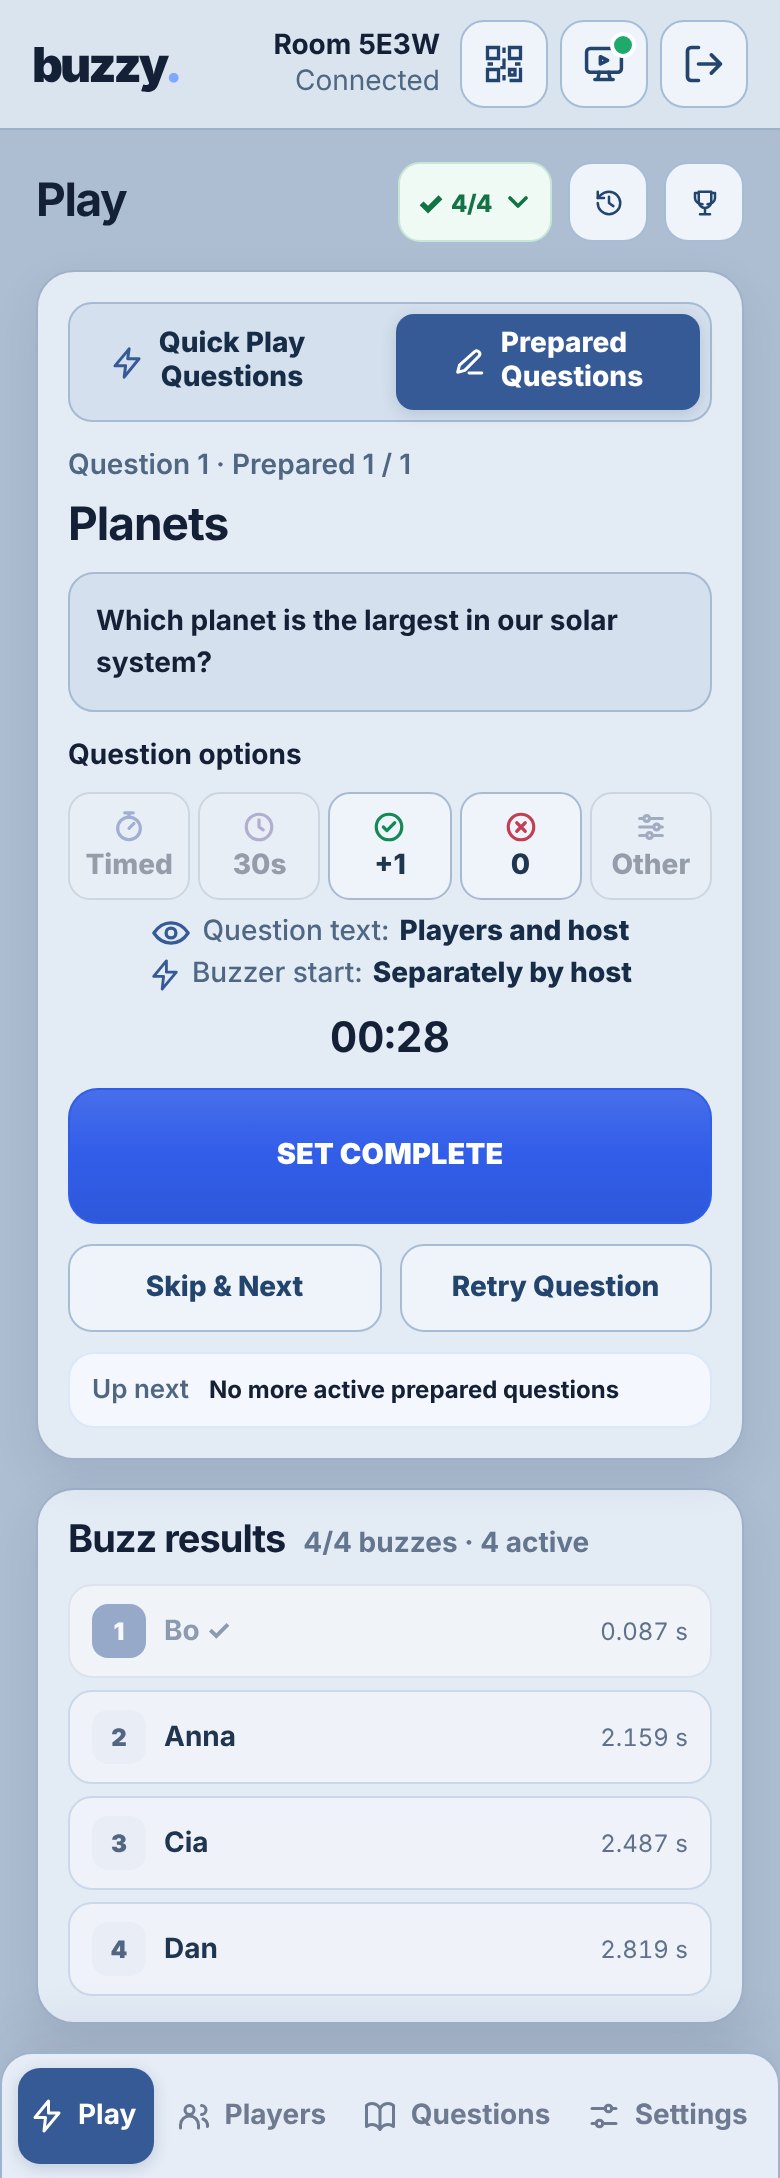 buzzy.
Room 5E3W
Connected
Play
4/4
Quick Play
Questions
Prepared
Questions
Question 1 · Prepared 1 / 1
Planets
Which planet is the largest in our solar
system?
Question options
Timed
30s
+1
0
Other
Question text: Players and host
Buzzer start: Separately by host
00:28
SET COMPLETE
Skip & Next
Retry Question
Up next No more active prepared questions
Buzz results 4/4 buzzes · 4 active
1 Bo 0.087 s
2 Anna 2.159 s
3 Cia 2.487 s
4 Dan 2.819 s
Play
Players
Questions
Settings